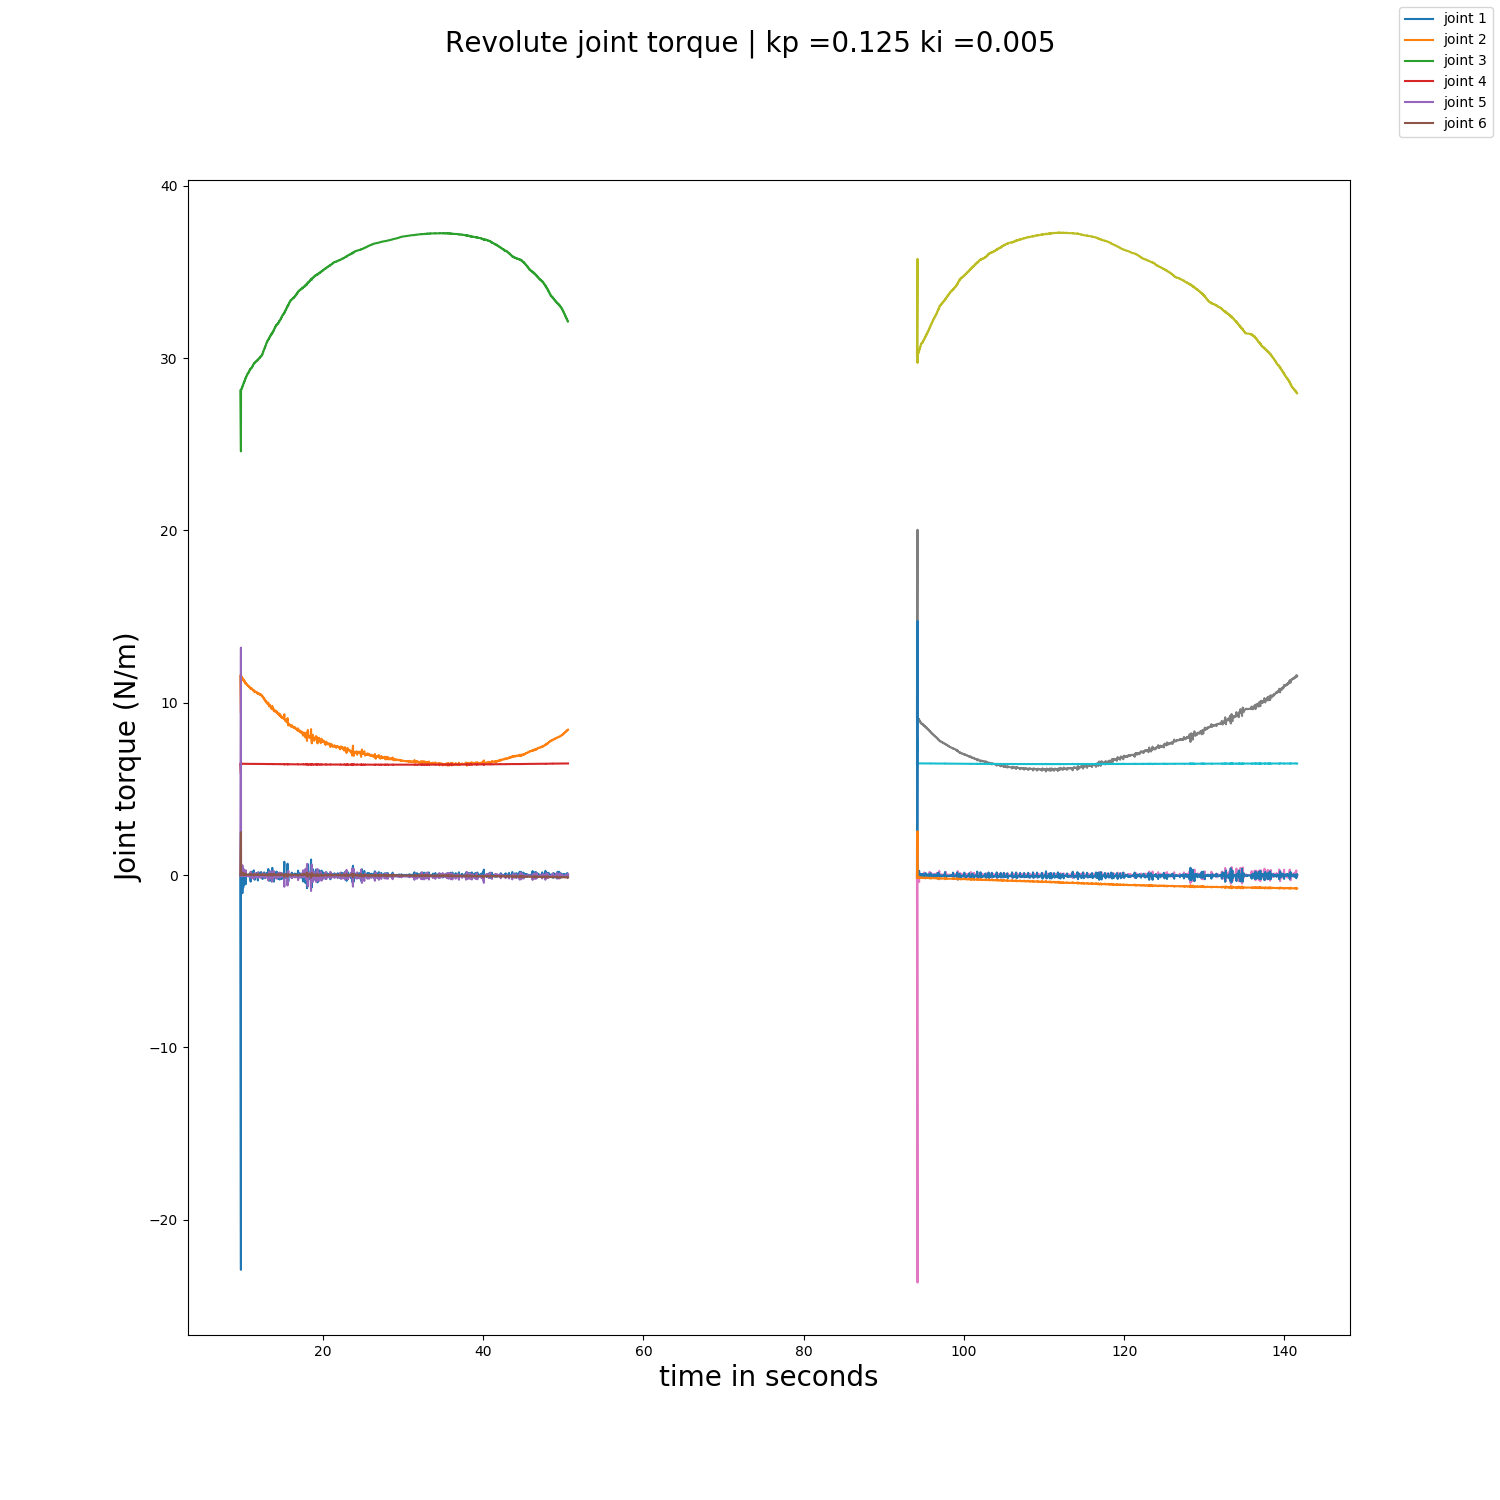 Revolute joint torque | kp =0.125 ki =0.005
joint 1
joint 2
joint 3
joint 4
joint 5
joint 6
40
30
20
10
0
−10
−20
Joint torque (N/m)
20 40 60 80 100 120 140
time in seconds